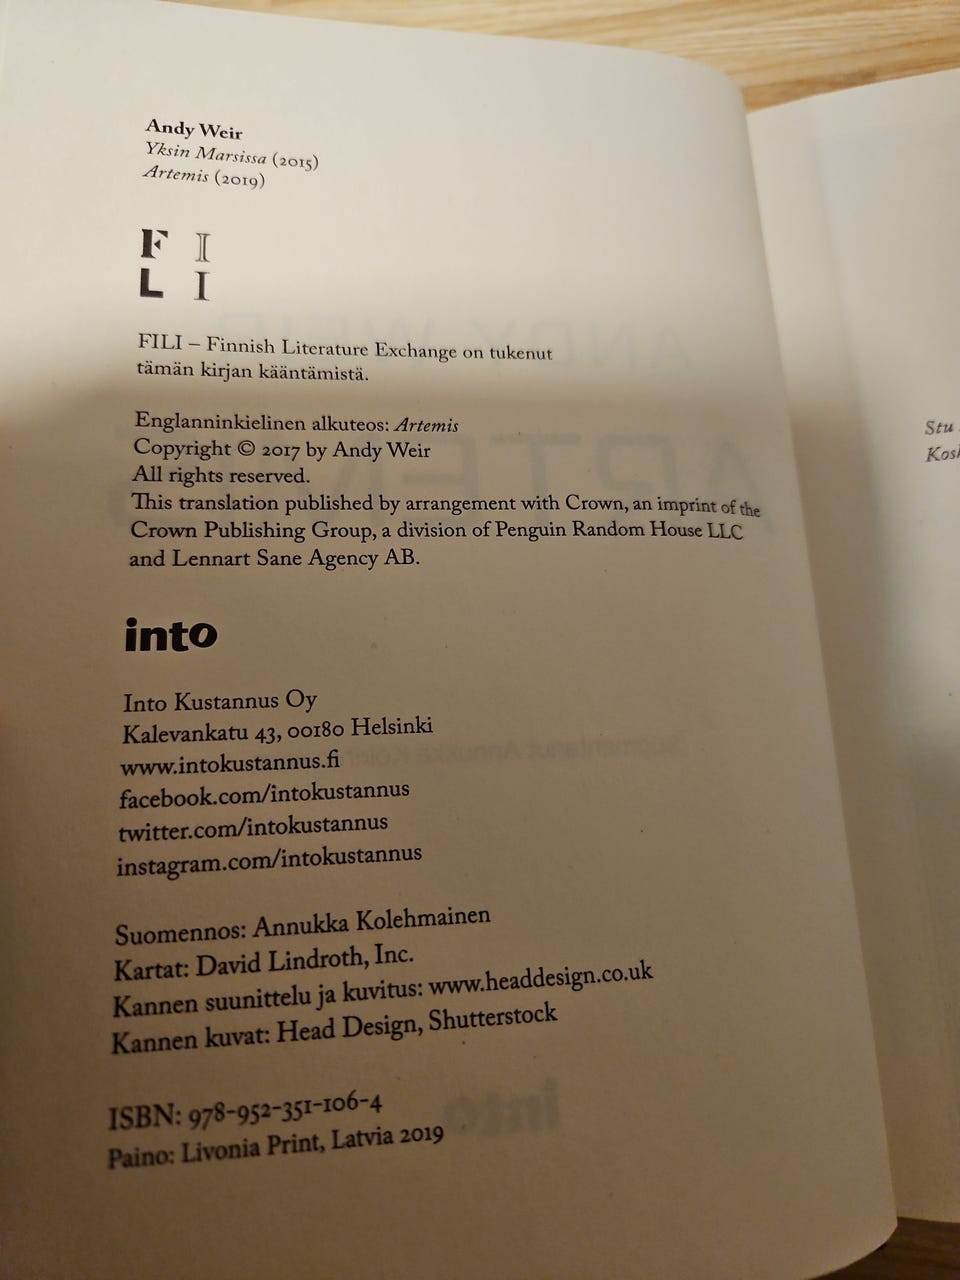 Andy Weir
Yksin Marsissa (2015)
Artemis (2019)
F I
L I
FILI – Finnish Literature Exchange on tukenut
tämän kirjan kääntämistä.
Englanninkielinen alkuteos: Artemis
Copyright © 2017 by Andy Weir
All rights reserved.
This translation published by arrangement with Crown, an imprint of the
Crown Publishing Group, a division of Penguin Random House LLC
and Lennart Sane Agency AB.
into
Into Kustannus Oy
Kalevankatu 43, 00180 Helsinki
www.intokustannus.fi
facebook.com/intokustannus
twitter.com/intokustannus
instagram.com/intokustannus
Suomennos: Annukka Kolehmainen
Kartat: David Lindroth, Inc.
Kannen suunittelu ja kuvitus: www.headdesign.co.uk
Kannen kuvat: Head Design, Shutterstock
ISBN: 978-952-351-106-4
Paino: Livonia Print, Latvia 2019
Stu